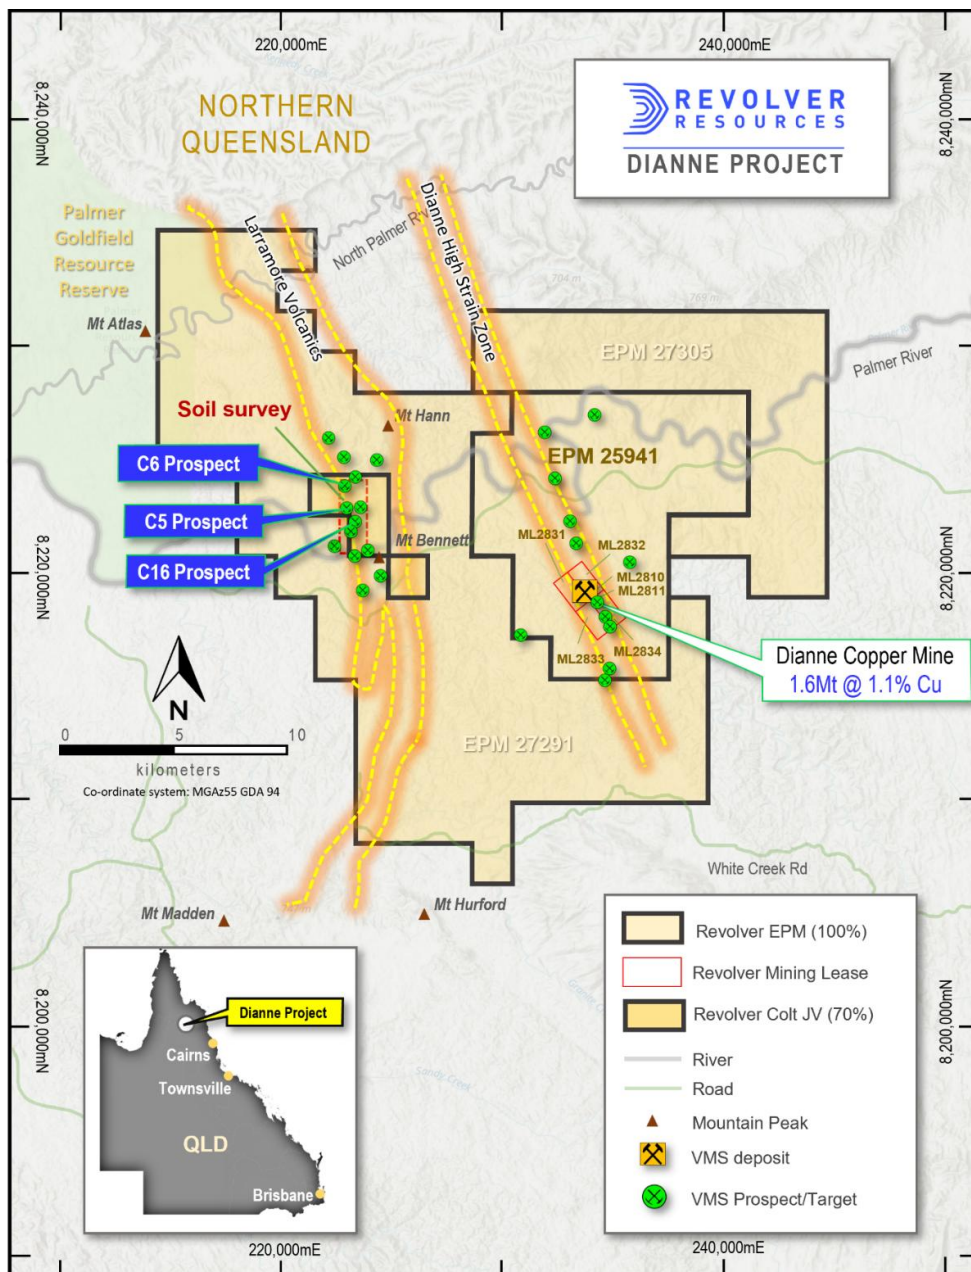 220,000mE
240,000mE
8,240,000mN
8,240,000mN
NORTHERN
QUEENSLAND
REVOLVER
RESOURCES
DIANNE PROJECT
Palmer
Goldfield
Resource
Reserve
Larramore Volcanics
North Palmer Riv
Dianne High Strain Zone
704 m
769 m
Mt Atlas
EPM 27305
Palmer River
Soil survey
Mt Hann
C6 Prospect
EPM 25941
C5 Prospect
Mt Bennett
ML2831
ML2832
C16 Prospect
ML2810
ML2811
8,220,000mN
8,220,000mN
ML2833
ML2834
Dianne Copper Mine
1.6Mt @ 1.1% Cu
N
0 5 10
kilometers
Co-ordinate system: MGAz55 GDA 94
EPM 27291
White Creek Rd
Mt Madden
Mt Hurford
Revolver EPM (100%)
Revolver Mining Lease
Revolver Colt JV (70%)
River
Road
Mountain Peak
VMS deposit
VMS Prospect/Target
Dianne Project
Cairns
Townsville
QLD
Brisbane
Sandy Creek
8,200,000mN
8,200,000mN
220,000mE
240,000mE